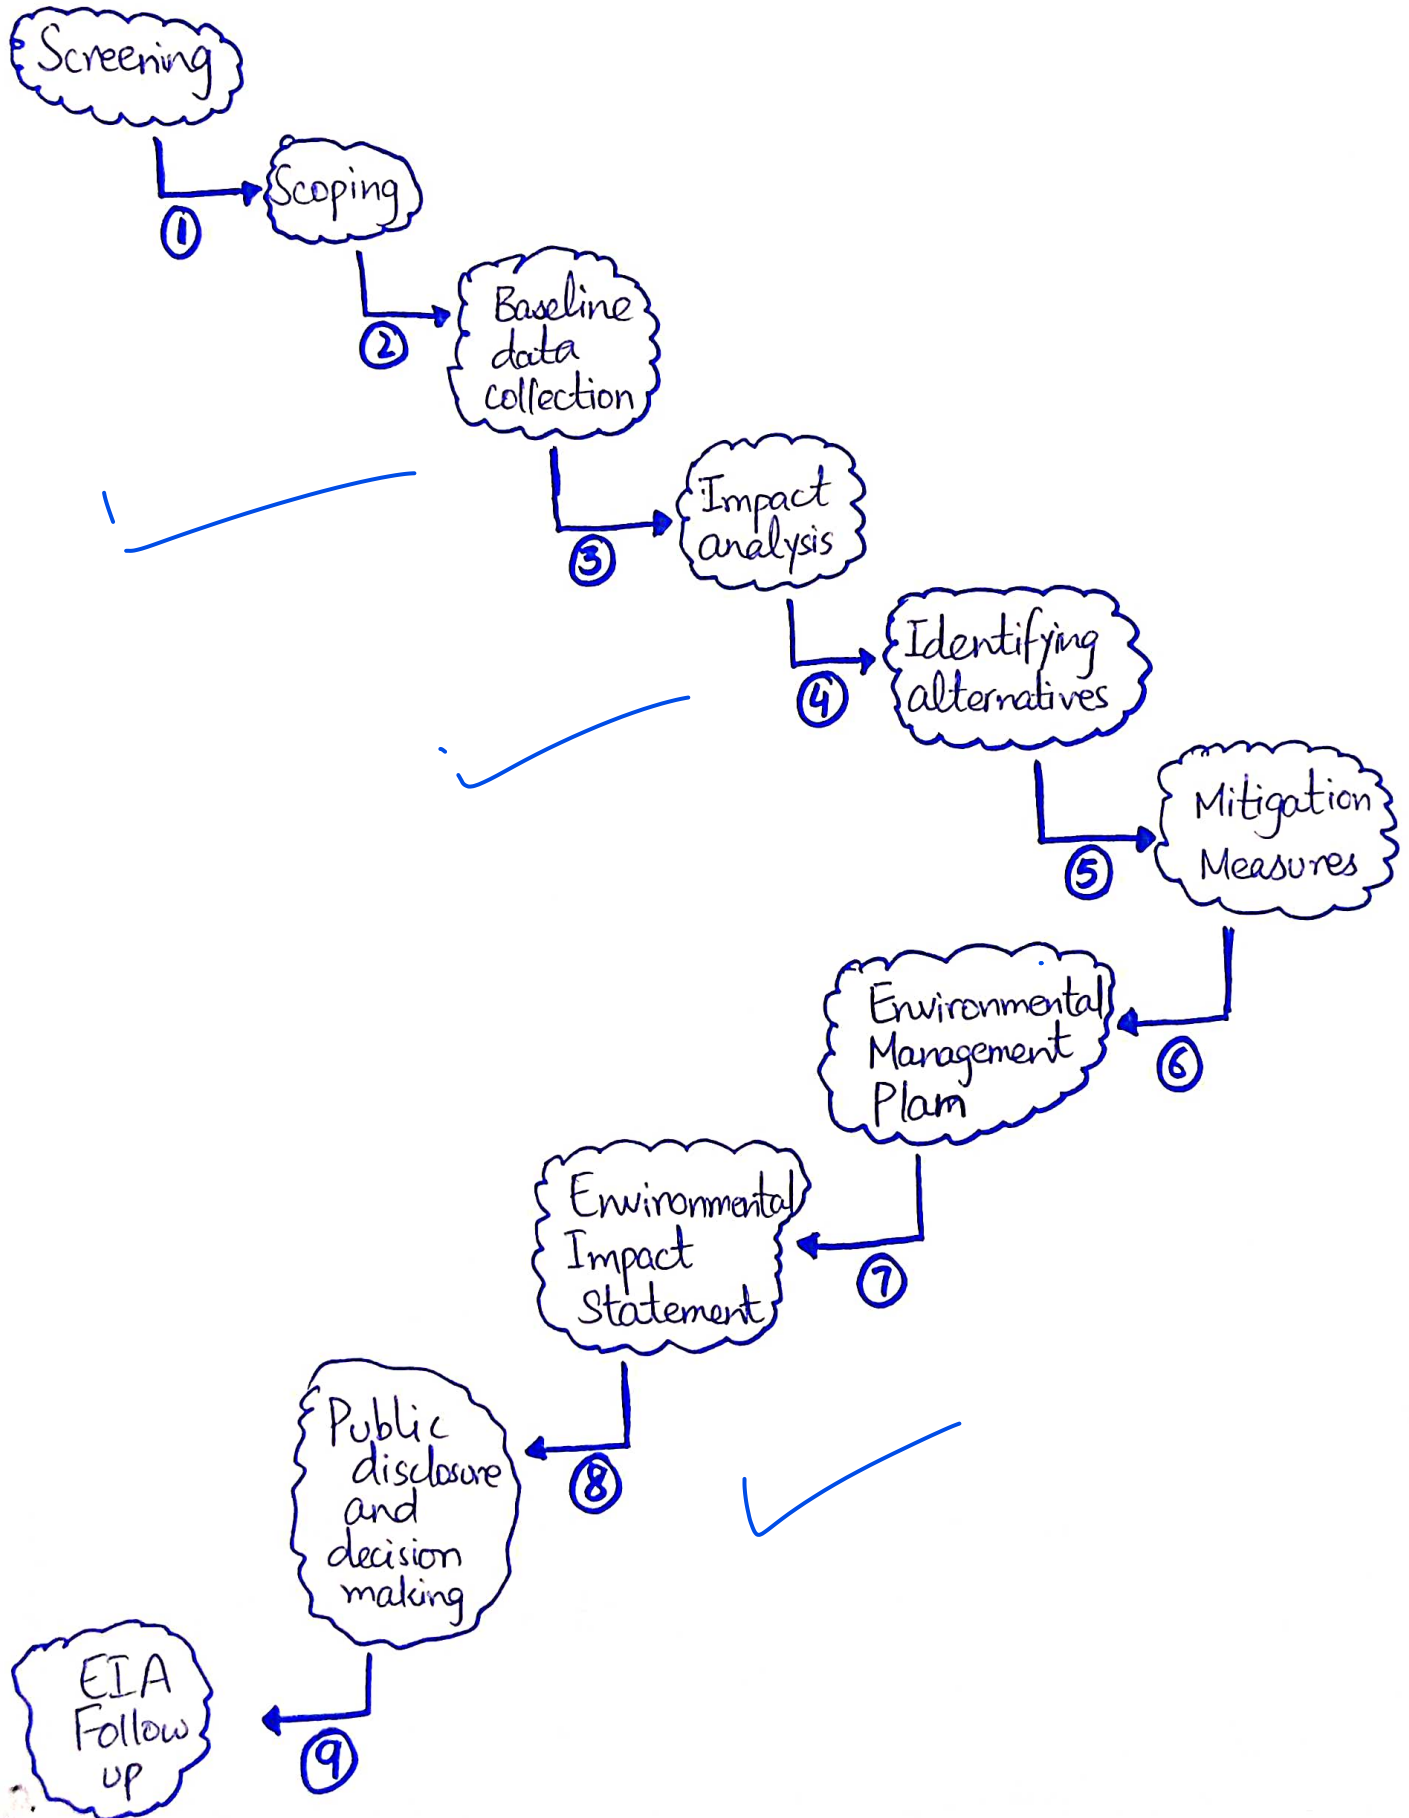 Screening
①
Scoping
②
Baseline
data
collection
③
Impact
analysis
④
Identifying
alternatives
⑤
Mitigation
Measures
⑥
Environmental
Management
Plan
⑦
Environmental
Impact
Statement
⑧
Public
disclosure
and
decision
making
⑨
EIA
Follow
up